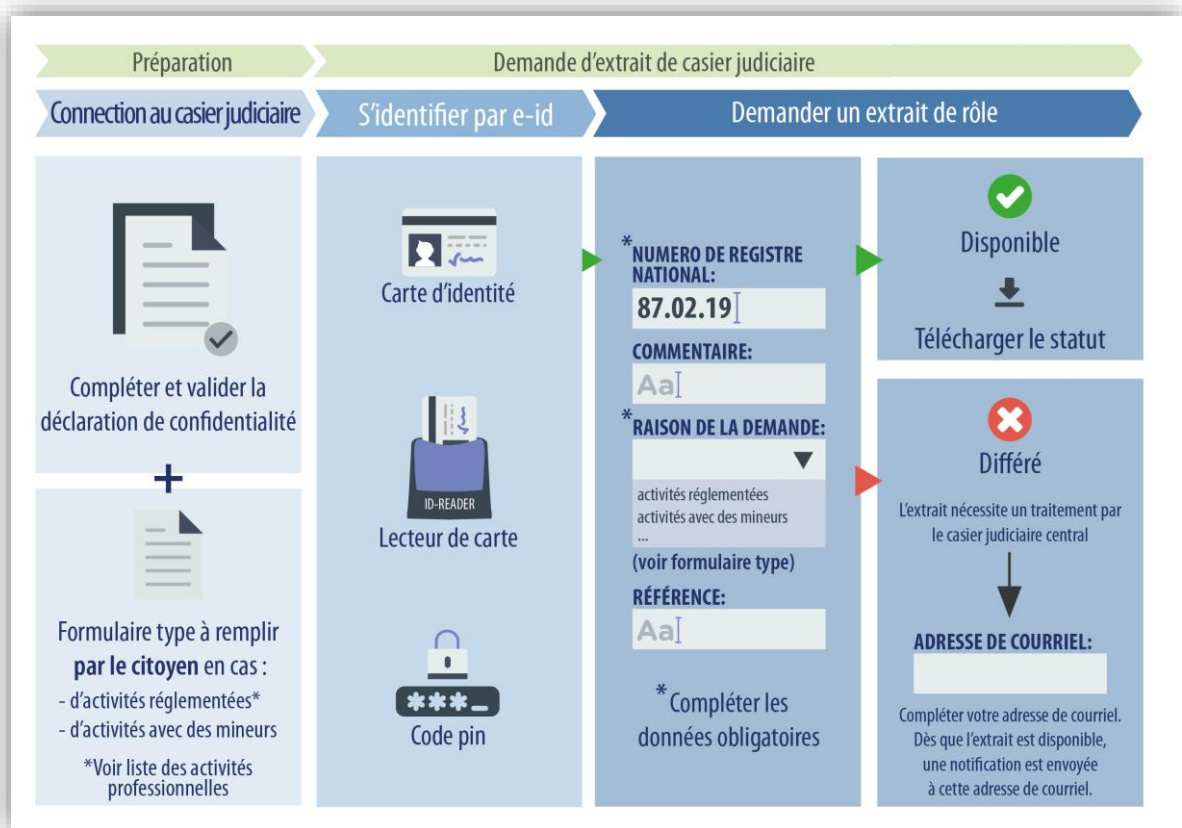 Préparation
Demande d'extrait de casier judiciaire
Connection au casier judiciaire
S'identifier par e-id
Demander un extrait de rôle
Compléter et valider la
déclaration de confidentialité
+
Formulaire type à remplir
par le citoyen en cas :
- d'activités réglementées*
- d'activités avec des mineurs
*Voir liste des activités
professionnelles
Carte d'identité
ID-READER
Lecteur de carte
***_
Code pin
*NUMERO DE REGISTRE
NATIONAL:
87.02.19
COMMENTAIRE:
Aa
*RAISON DE LA DEMANDE:
activités réglementées
activités avec des mineurs
...
(voir formulaire type)
RÉFÉRENCE:
Aa
*Compléter les
données obligatoires
Disponible
Télécharger le statut
Différé
L'extrait nécessite un traitement par
le casier judiciaire central
ADRESSE DE COURRIEL:
Compléter votre adresse de courriel.
Dès que l'extrait est disponible,
une notification est envoyée
à cette adresse de courriel.